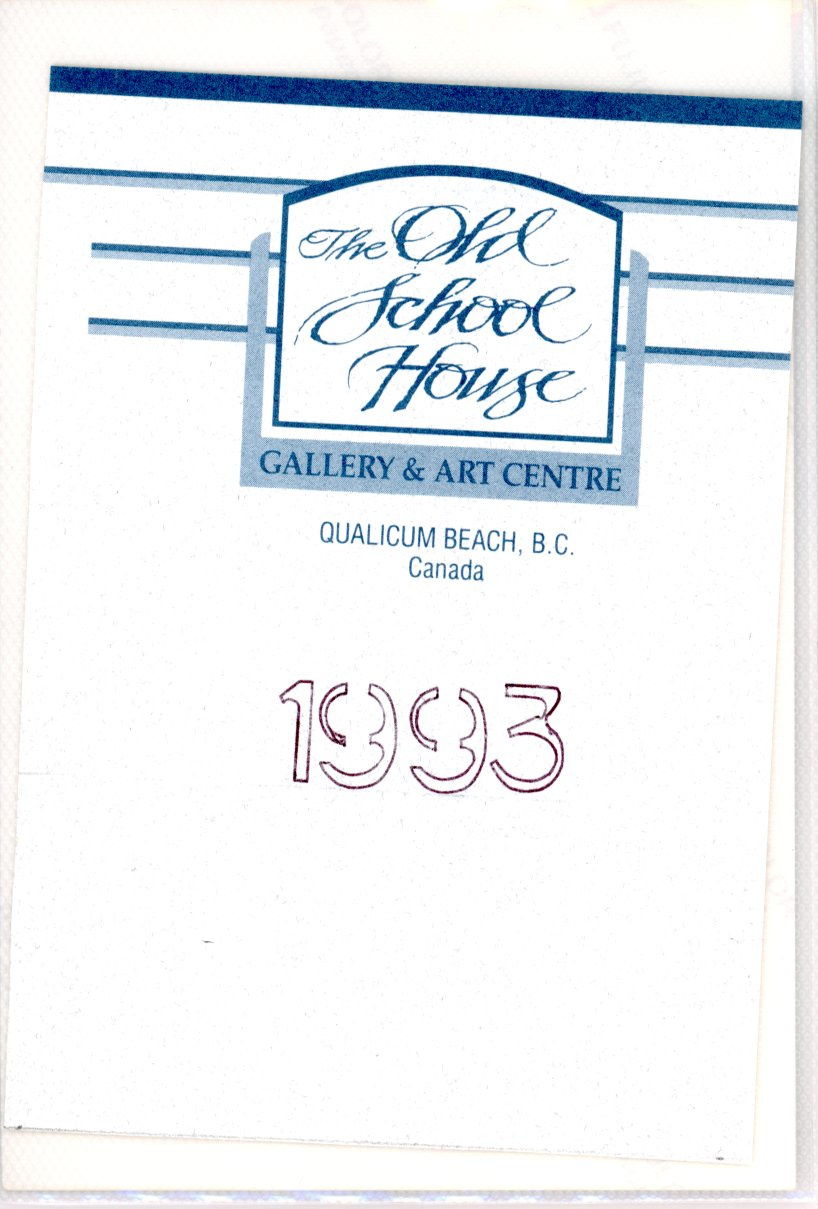 The Old
School
House
GALLERY & ART CENTRE
QUALICUM BEACH, B.C.
Canada
1993